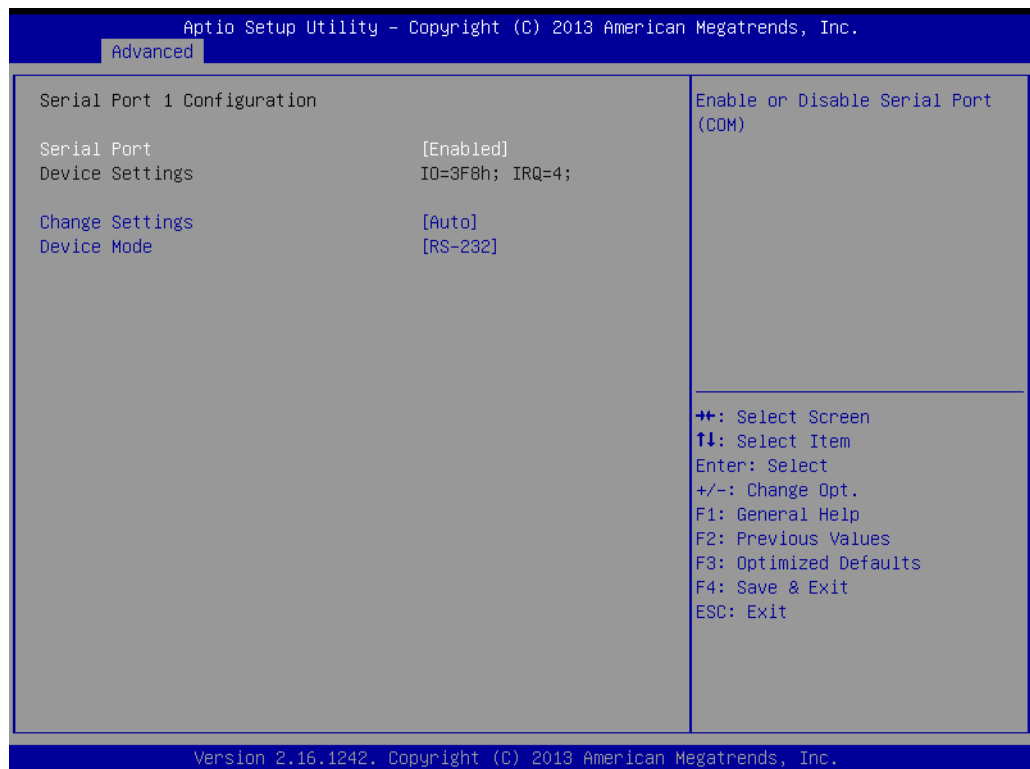 Aptio Setup Utility – Copyright (C) 2013 American Megatrends, Inc.
Advanced
Serial Port 1 Configuration
Serial Port [Enabled]
Device Settings IO=3F8h; IRQ=4;
Change Settings [Auto]
Device Mode [RS-232]
Enable or Disable Serial Port
(COM)
→←: Select Screen
↑↓: Select Item
Enter: Select
+/-: Change Opt.
F1: General Help
F2: Previous Values
F3: Optimized Defaults
F4: Save & Exit
ESC: Exit
Version 2.16.1242. Copyright (C) 2013 American Megatrends, Inc.